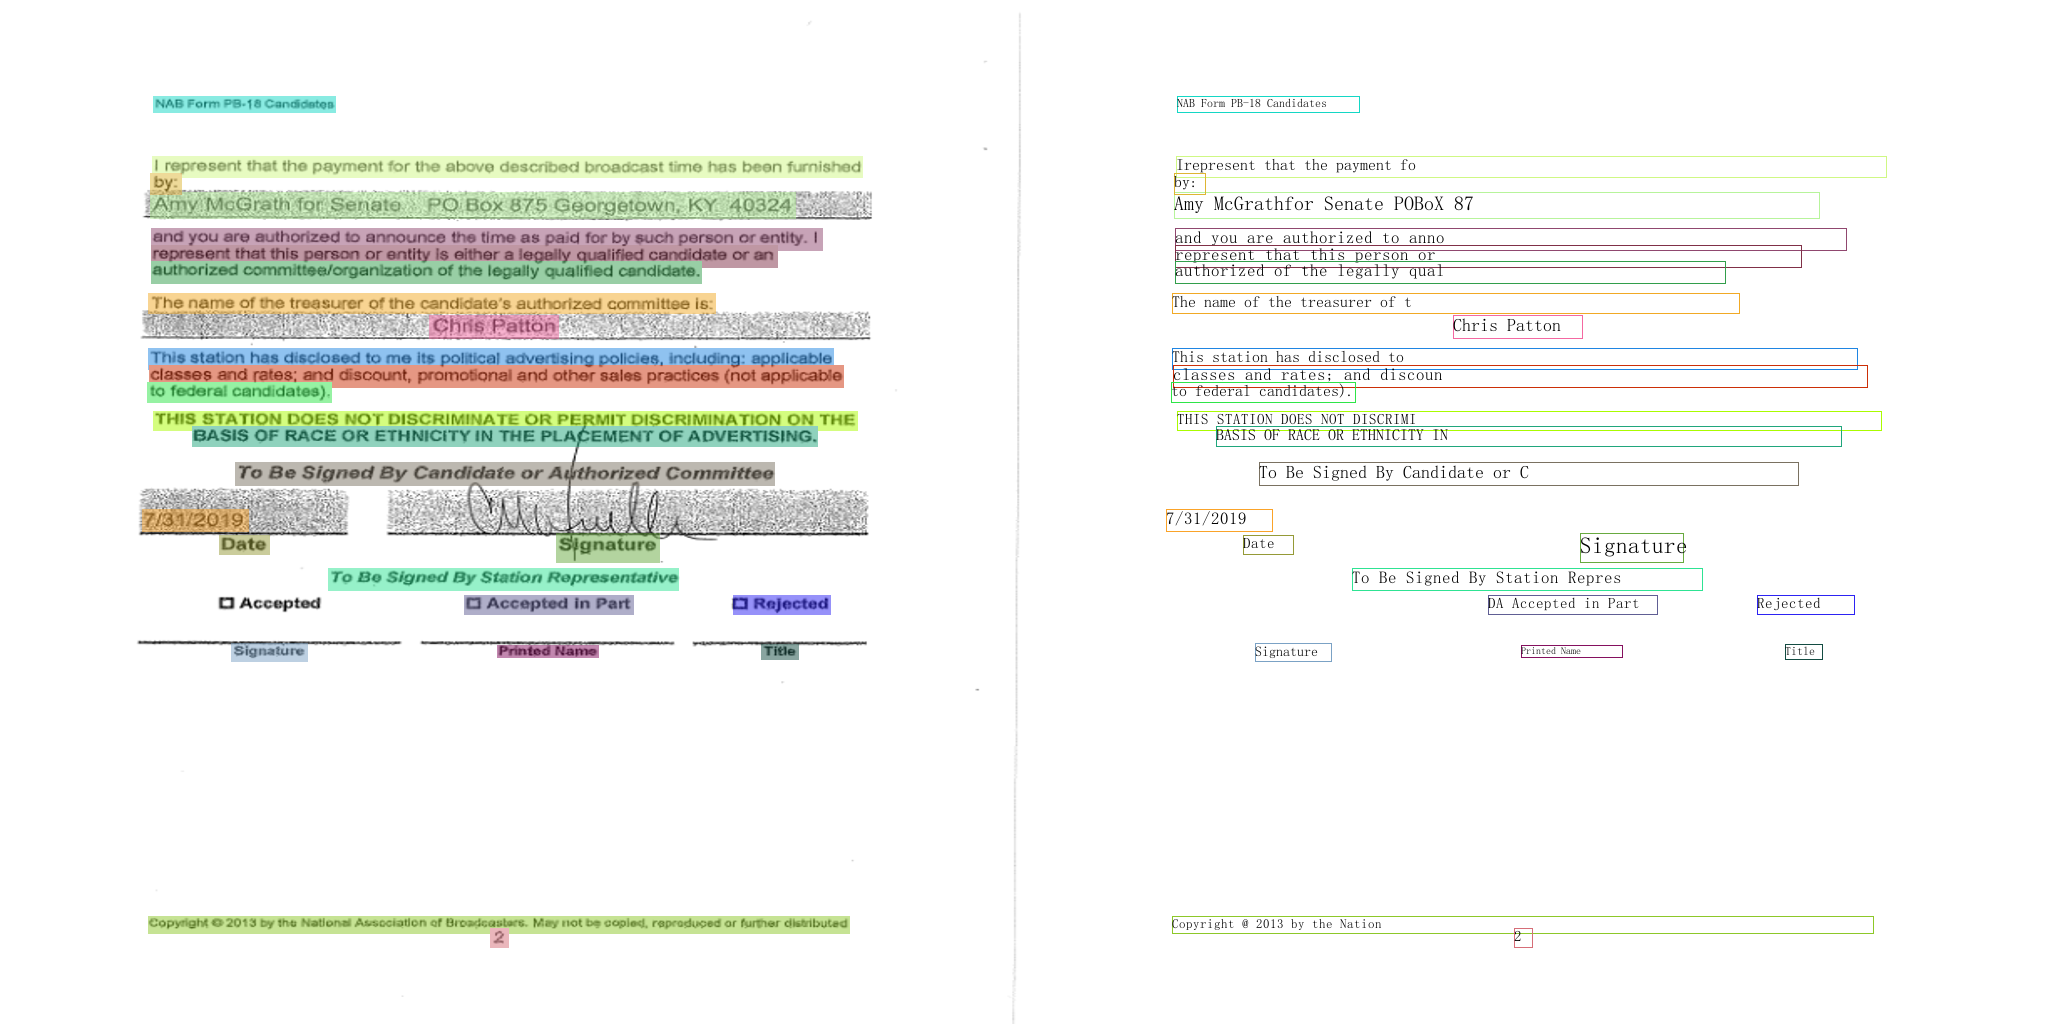 NAB Form PB-18 Candidates
I represent that the payment for the above described broadcast time has been furnished
by:
Amy McGrath for Senate PO Box 875 Georgetown, KY 40324
and you are authorized to announce the time as paid for by such person or entity. I
represent that this person or entity is either a legally qualified candidate or an
authorized committee/organization of the legally qualified candidate.
The name of the treasurer of the candidate's authorized committee is:
Chris Patton
This station has disclosed to me its political advertising policies, including: applicable
classes and rates; and discount, promotional and other sales practices (not applicable
to federal candidates).
THIS STATION DOES NOT DISCRIMINATE OR PERMIT DISCRIMINATION ON THE
BASIS OF RACE OR ETHNICITY IN THE PLACEMENT OF ADVERTISING.
To Be Signed By Candidate or Authorized Committee
7/31/2019
Date Signature
To Be Signed By Station Representative
Accepted Accepted in Part Rejected
Signature Printed Name Title
Copyright © 2013 by the National Association of Broadcasters. May not be copied, reproduced or further distributed
2
NAB Form PB-18 Candidates
Irepresent that the payment fo
by:
Amy McGrathfor Senate POBoX 87
and you are authorized to anno
represent that this person or
authorized of the legally qual
The name of the treasurer of t
Chris Patton
This station has disclosed to
classes and rates; and discoun
to federal candidates).
THIS STATION DOES NOT DISCRIMI
BASIS OF RACE OR ETHNICITY IN
To Be Signed By Candidate or C
7/31/2019
Date Signature
To Be Signed By Station Repres
DA Accepted in Part Rejected
Signature Printed Name Title
Copyright @ 2013 by the Nation
2